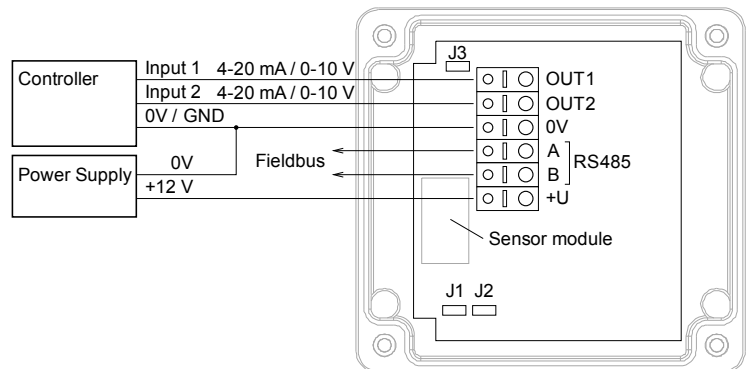 J3
Controller
Input 1 4-20 mA / 0-10 V
OUT1
Input 2 4-20 mA / 0-10 V
OUT2
0V / GND
0V
Fieldbus
A
B
RS485
Power Supply
0V
+12 V
+U
Sensor module
J1 J2